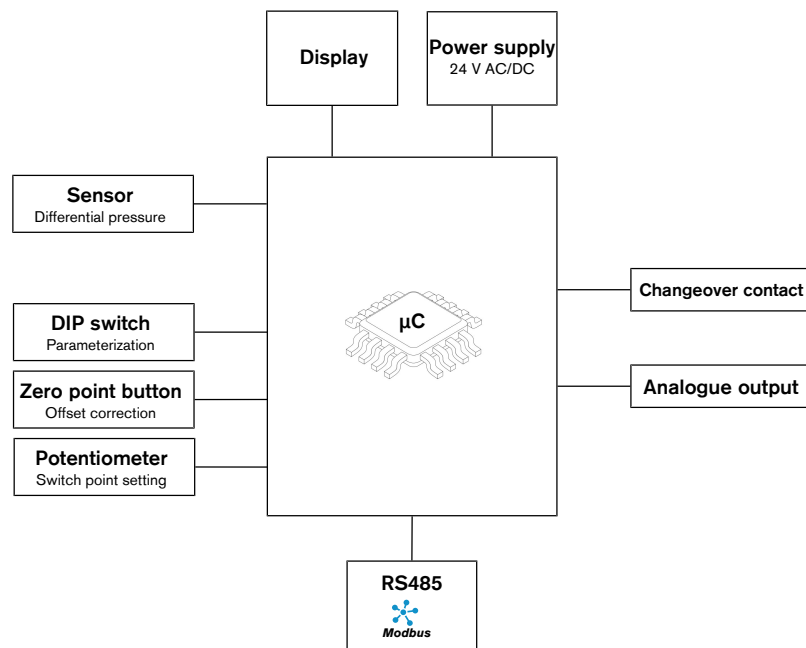 Display
Power supply
24 V AC/DC
Sensor
Differential pressure
DIP switch
Parameterization
Zero point button
Offset correction
Potentiometer
Switch point setting
µC
Changeover contact
Analogue output
RS485
Modbus